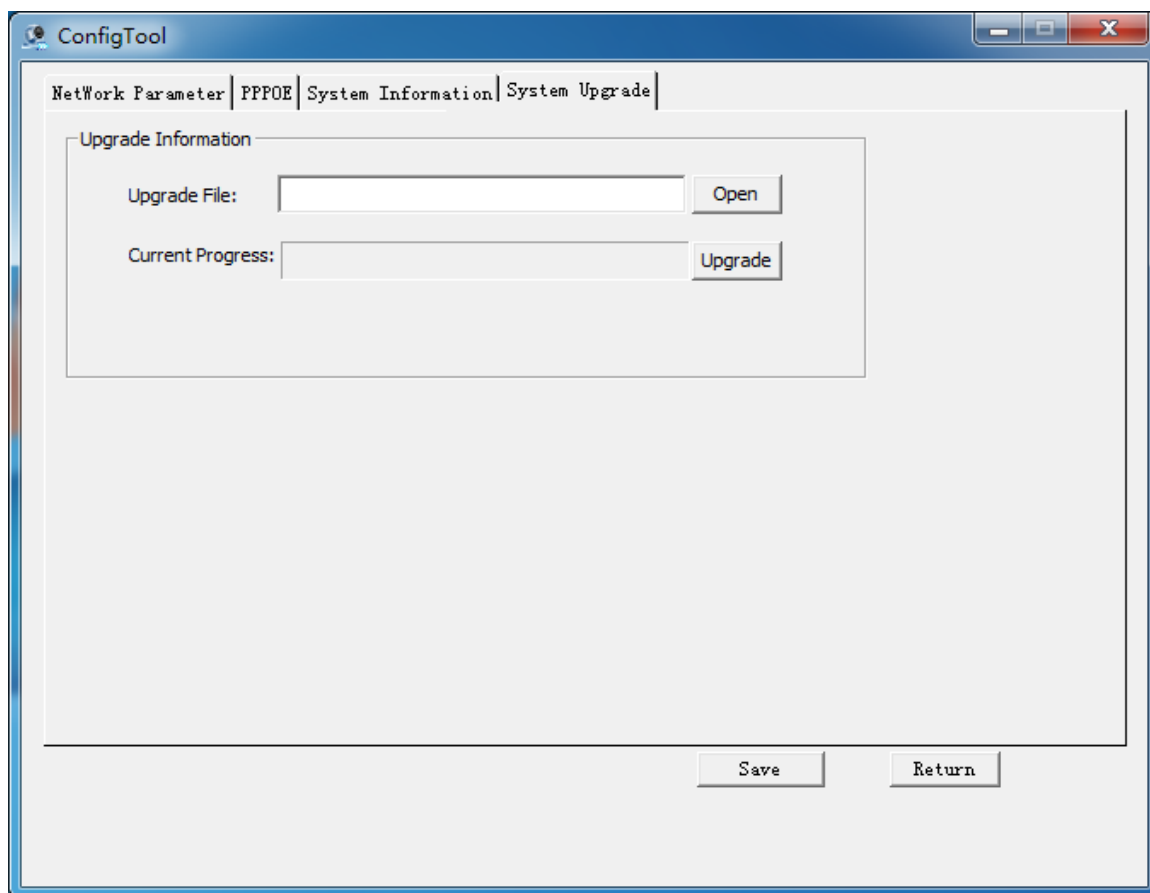 ConfigTool
NetWork Parameter PPPOE System Information System Upgrade
Upgrade Information
Upgrade File: Open
Current Progress: Upgrade
Save Return